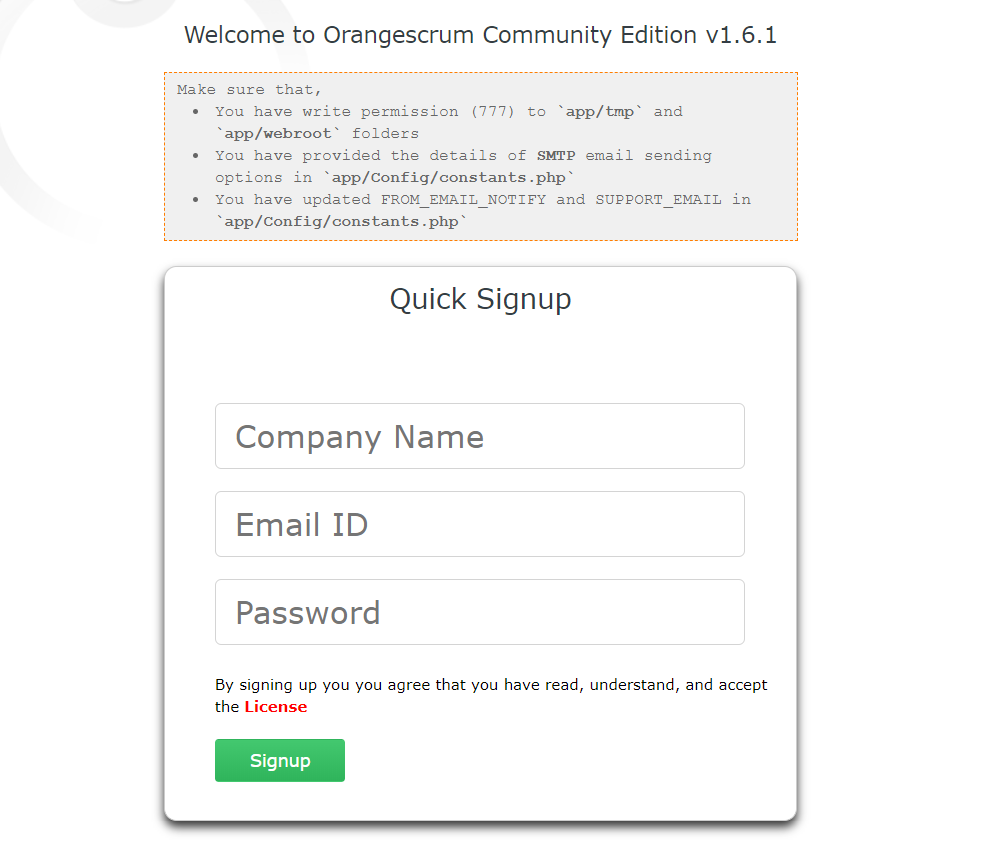 Welcome to Orangescrum Community Edition v1.6.1
Make sure that,
You have write permission (777) to `app/tmp` and
`app/webroot` folders
You have provided the details of SMTP email sending
options in `app/Config/constants.php`
You have updated FROM_EMAIL_NOTIFY and SUPPORT_EMAIL in
`app/Config/constants.php`
Quick Signup
Company Name
Email ID
Password
By signing up you you agree that you have read, understand, and accept
the License
Signup